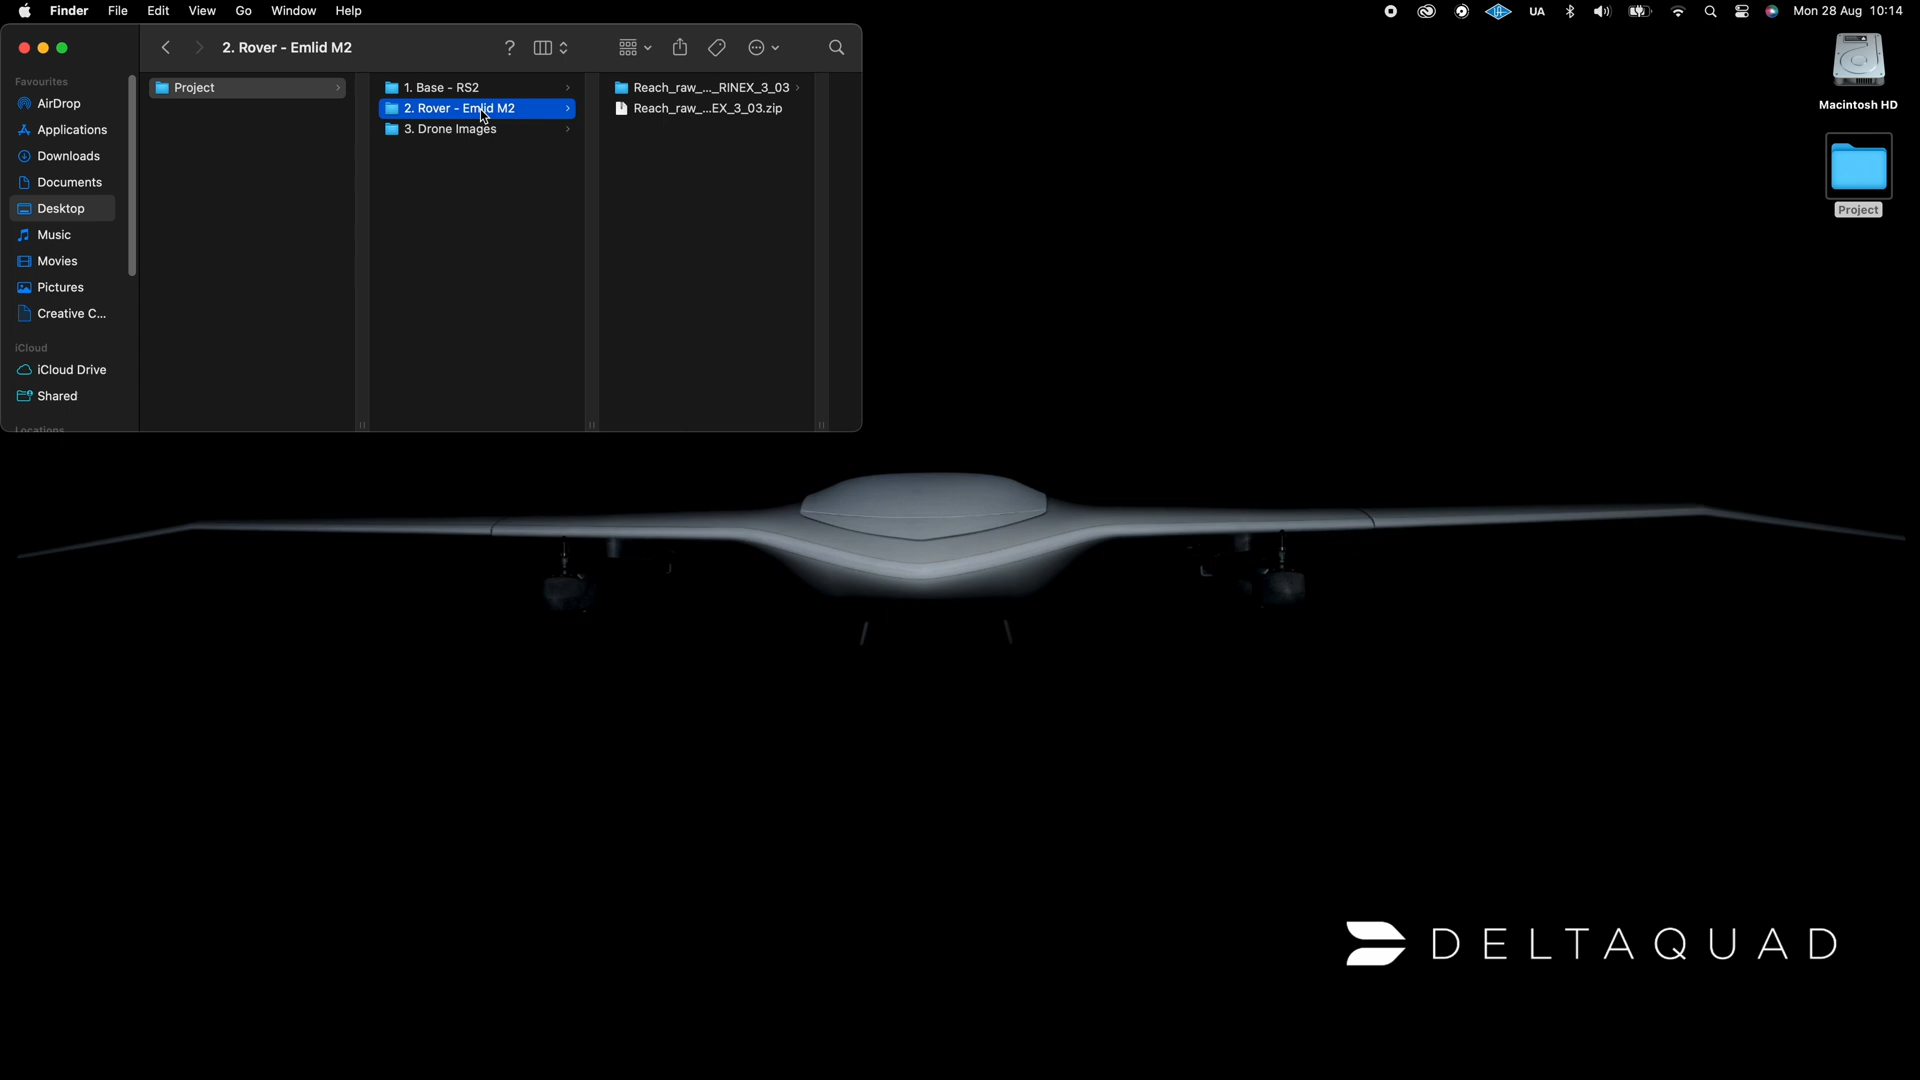 Finder File Edit View Go Window Help
UA Mon 28 Aug 10:14
2. Rover - Emlid M2
Favourites
AirDrop
Applications
Downloads
Documents
Desktop
Music
Movies
Pictures
Creative C...
iCloud
iCloud Drive
Shared
Locations
Project
1. Base - RS2
2. Rover - Emlid M2
3. Drone Images
Reach_raw_..._RINEX_3_03
Reach_raw_...EX_3_03.zip
Macintosh HD
Project
DELTAQUAD